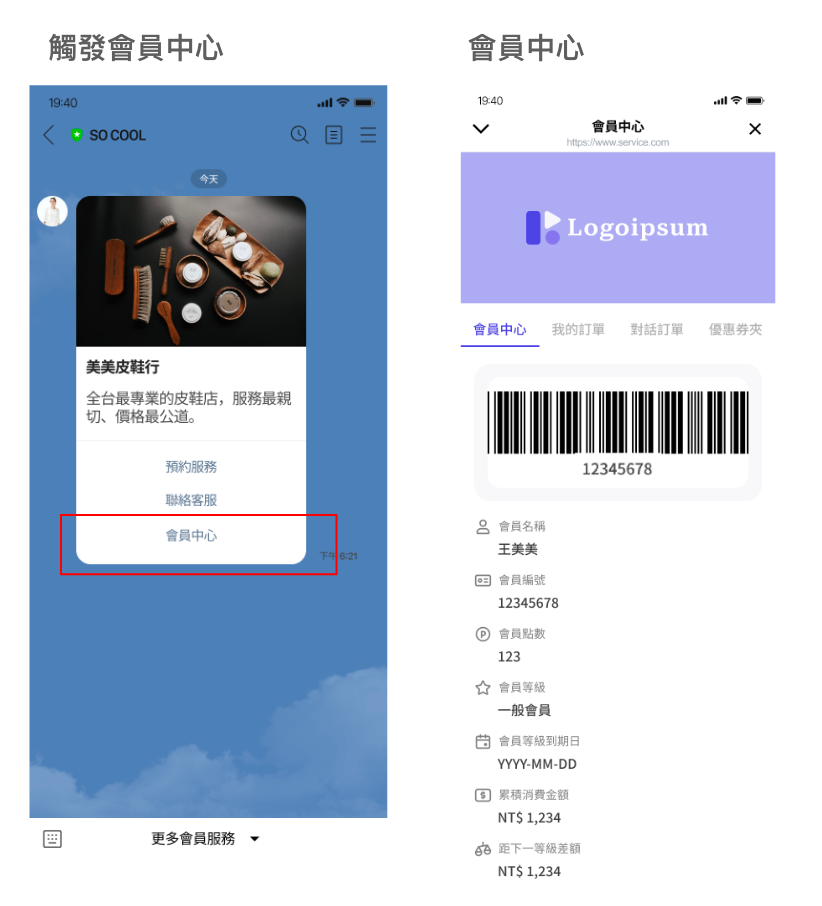 觸發會員中心
19:40
SO COOL
今天
美美皮鞋行
全台最專業的皮鞋店，服務最親
切、價格最公道。
預約服務
聯絡客服
會員中心
下午 6:21
更多會員服務
會員中心
19:40
會員中心
https://www.service.com
Logoipsum
會員中心 我的訂單 對話訂單 優惠券夾
12345678
會員名稱
王美美
會員編號
12345678
會員點數
123
會員等級
一般會員
會員等級到期日
YYYY-MM-DD
累積消費金額
NT$ 1,234
距下一等級差額
NT$ 1,234